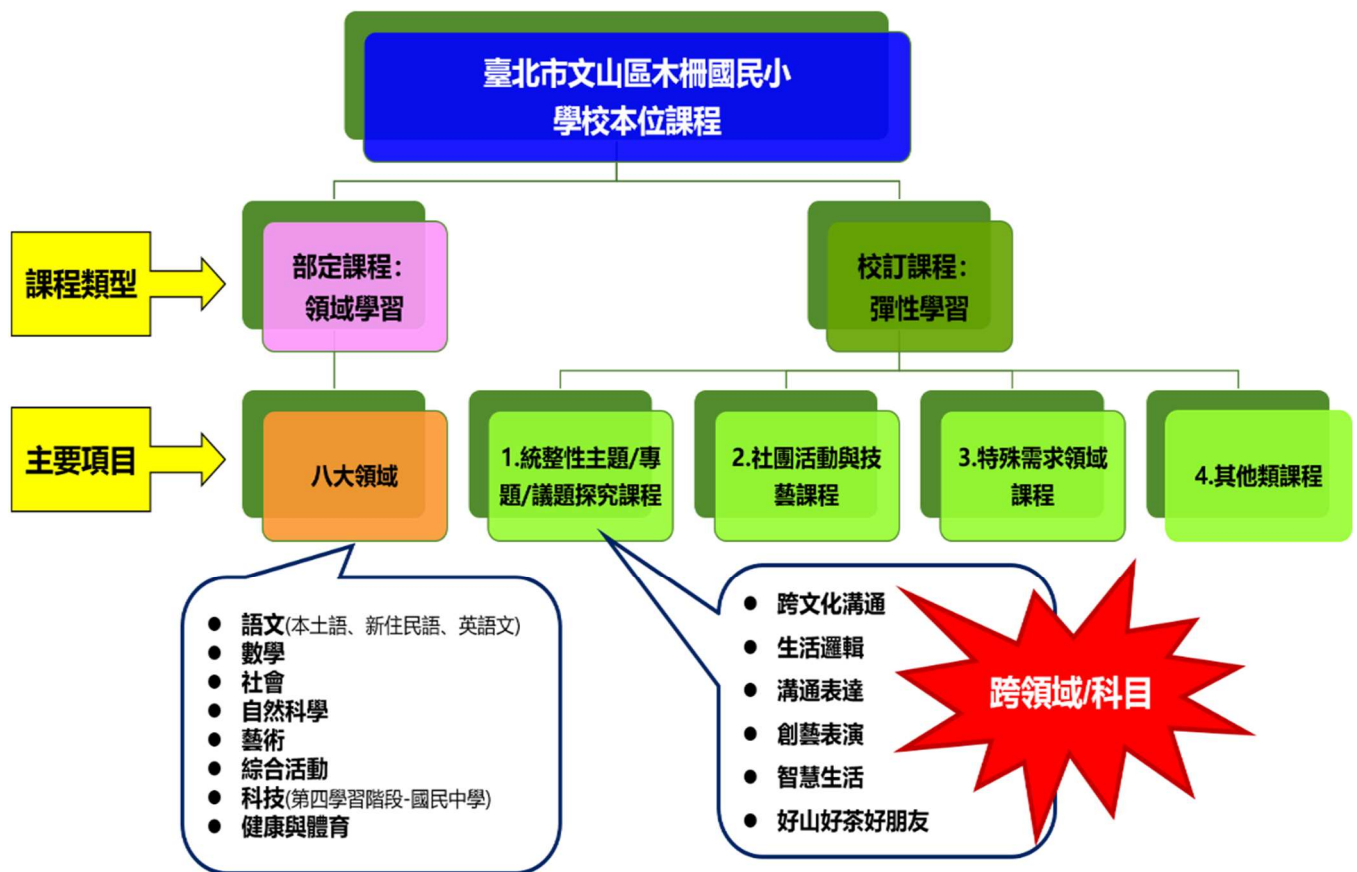 臺北市文山區木柵國民小
學校本位課程
課程類型
部定課程：
領域學習
校訂課程：
彈性學習
主要項目
八大領域
1.統整性主題/專
題/議題探究課程
2.社團活動與技
藝課程
3.特殊需求領域
課程
4.其他類課程
● 語文(本土語、新住民語、英語文)
● 數學
● 社會
● 自然科學
● 藝術
● 綜合活動
● 科技(第四學習階段-國民中學)
● 健康與體育
● 跨文化溝通
● 生活邏輯
● 溝通表達
● 創藝表演
● 智慧生活
● 好山好茶好朋友
跨領域/科目